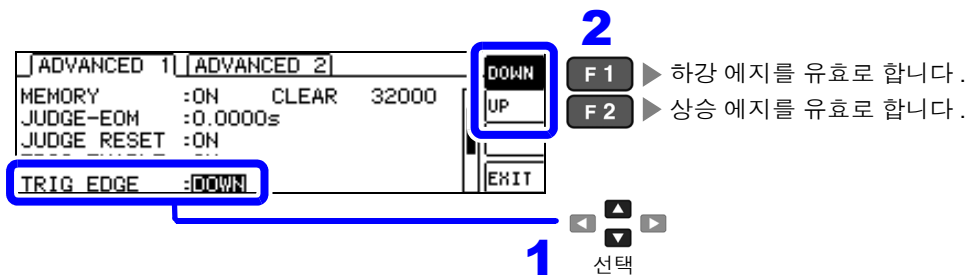 2
ADVANCED 1 ADVANCED 2
MEMORY :ON CLEAR 32000
JUDGE-EOM :0.0000s
JUDGE RESET :ON
TRIG EDGE :DOWN
DOWN
UP
EXIT
F 1 ▶ 하강 에지를 유효로 합니다 .
F 2 ▶ 상승 에지를 유효로 합니다 .
1
선택